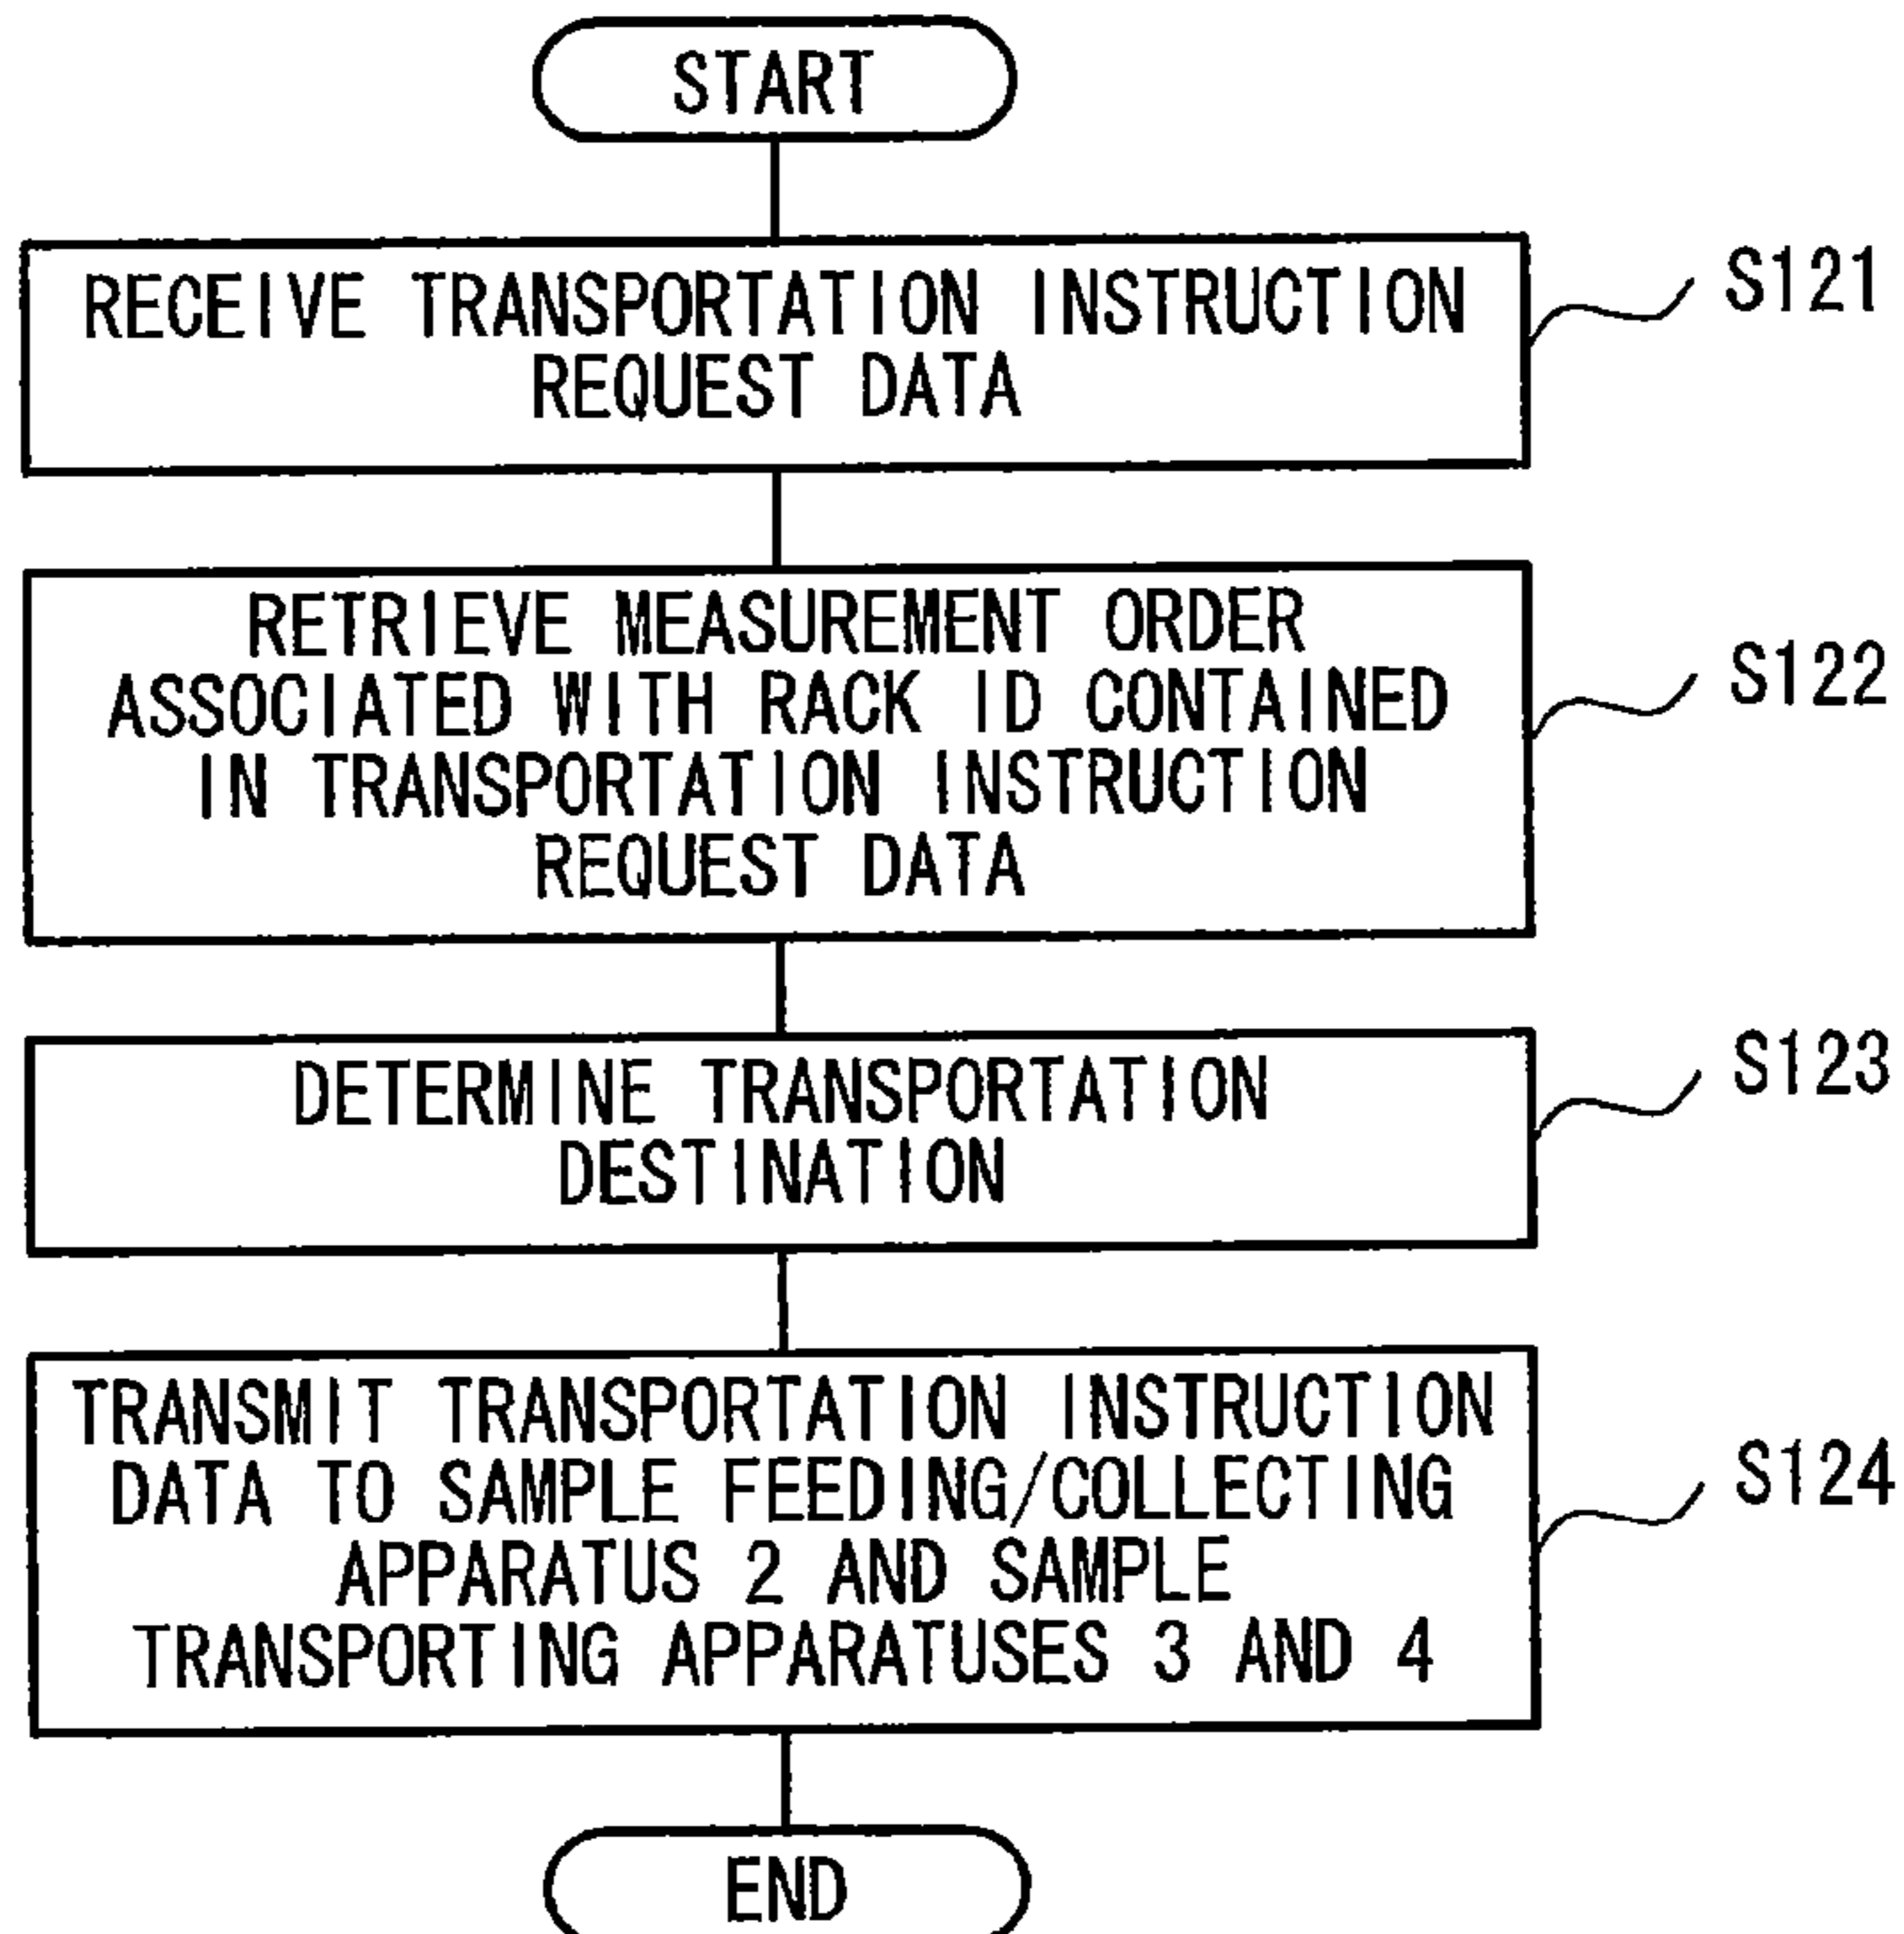 START
RECEIVE TRANSPORTATION INSTRUCTION
REQUEST DATA
S121
RETRIEVE MEASUREMENT ORDER
ASSOCIATED WITH RACK ID CONTAINED
IN TRANSPORTATION INSTRUCTION
REQUEST DATA
S122
DETERMINE TRANSPORTATION
DESTINATION
S123
TRANSMIT TRANSPORTATION INSTRUCTION
DATA TO SAMPLE FEEDING/COLLECTING
APPARATUS 2 AND SAMPLE
TRANSPORTING APPARATUSES 3 AND 4
S124
END